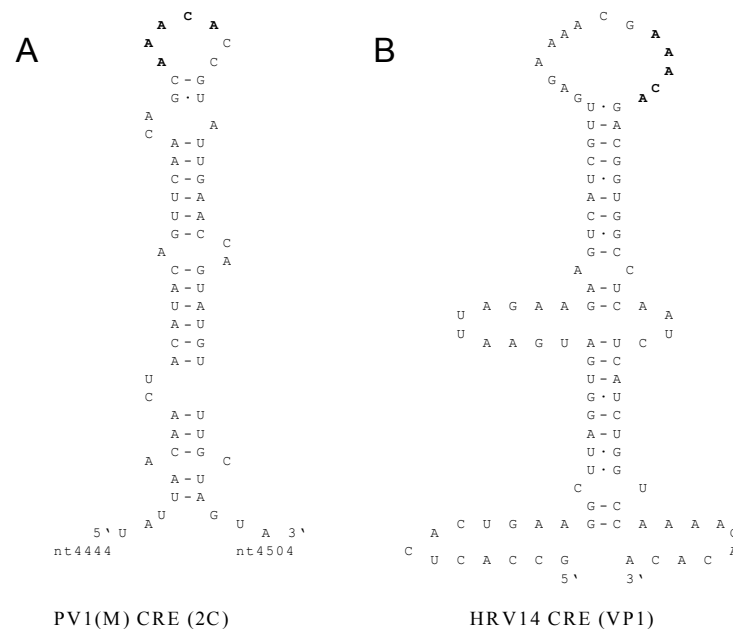 A
B
C
A A
A C
A C
C - G
G · U
A
A
C
A - U
A - U
C - G
U - A
U - A
G - C
C
A
A
C - G
A - U
U - A
A - U
C - G
A - U
U
C
A - U
A - U
C - G
A C
A - U
U - A
U G
5' U A U A 3'
nt4444 nt4504
PV1(M) CRE (2C)
C
A G
A A
A A
A A
G C
A A
G
U · G
U - A
G - C
C - G
U · G
A - U
C - G
U · G
G - C
A C
A - U
U A G A A G - C A A
U U
A A G U A - U C
G - C
U - A
G · U
G - C
A - U
U · G
U · G
C U
G - C
A C U G A A G - C A A A A
C
U C A C C G A C A C
5' 3'
HRV14 CRE (VP1)